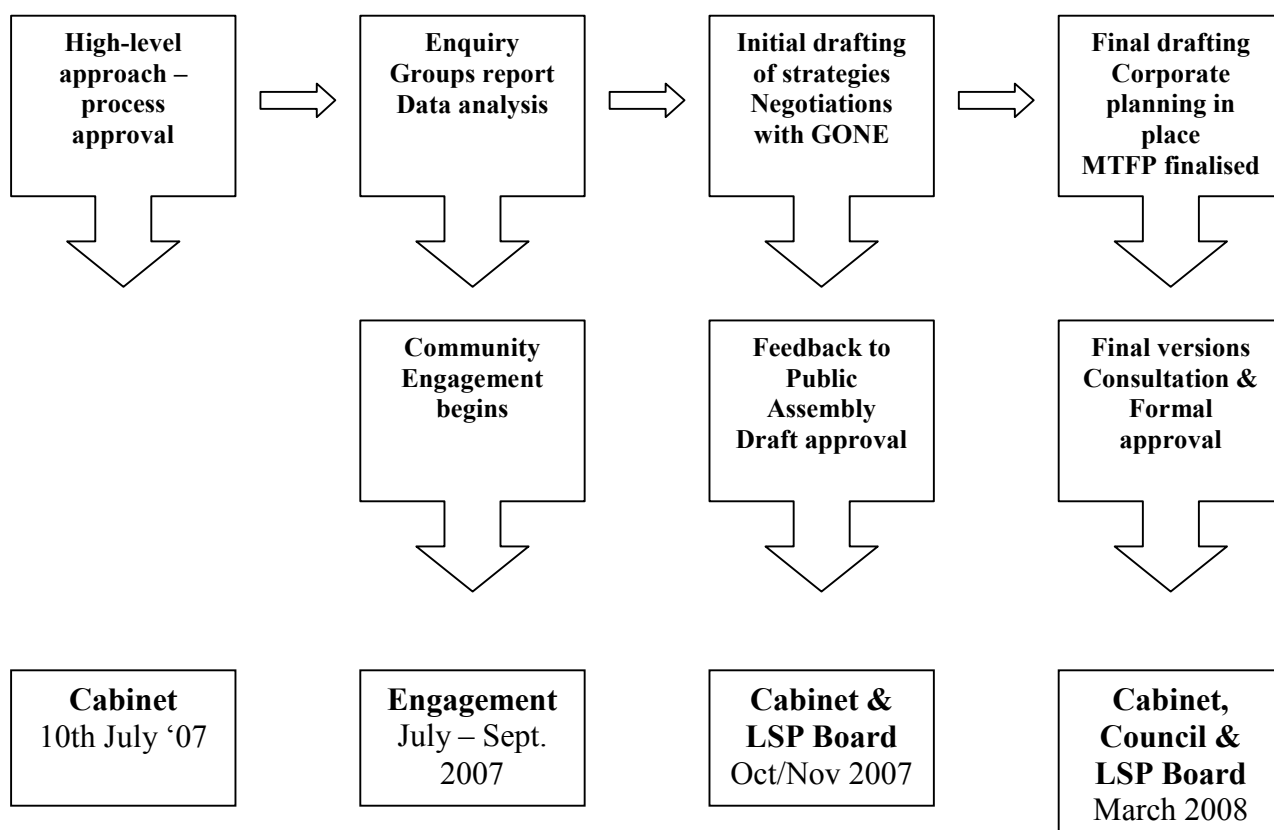 High-level
approach –
process
approval
Enquiry
Groups report
Data analysis
Initial drafting
of strategies
Negotiations
with GONE
Final drafting
Corporate
planning in
place
MTFP finalised
Community
Engagement
begins
Feedback to
Public
Assembly
Draft approval
Final versions
Consultation &
Formal
approval
Cabinet
10th July ‘07
Engagement
July – Sept.
2007
Cabinet &
LSP Board
Oct/Nov 2007
Cabinet,
Council &
LSP Board
March 2008